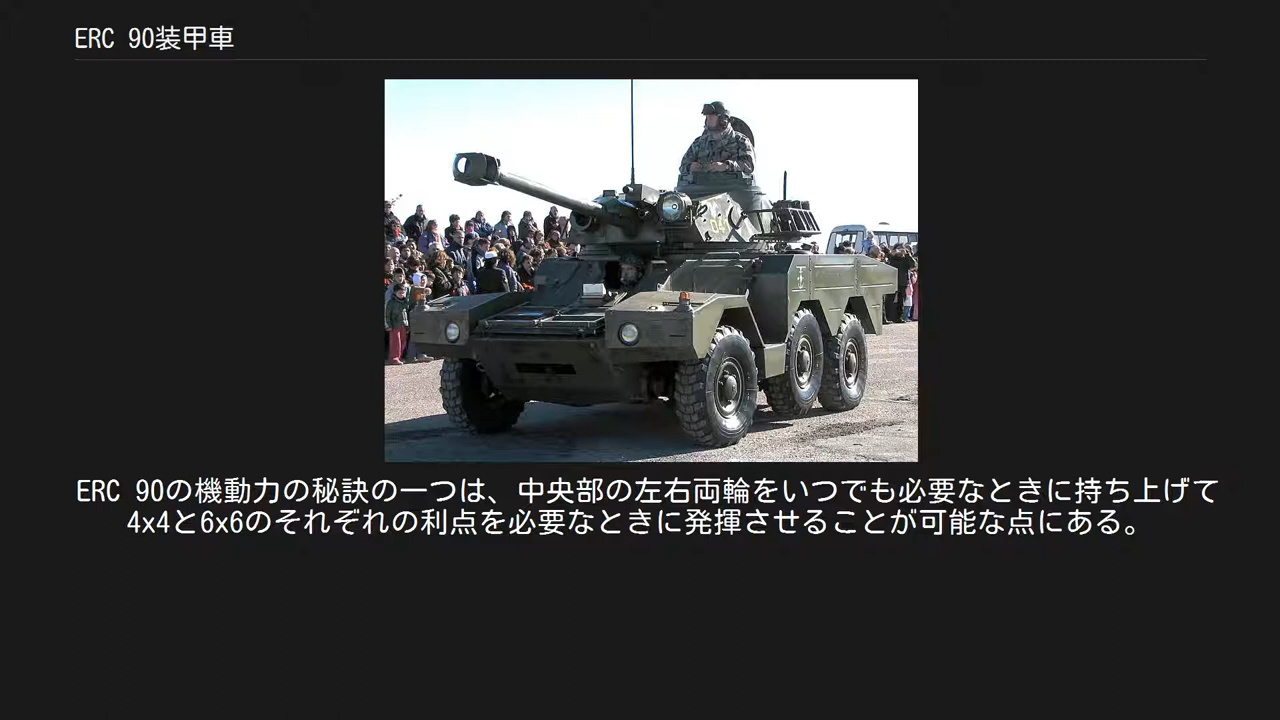 ERC 90装甲車
ERC 90の機動力の秘訣の一つは、中央部の左右両輪をいつでも必要なときに持ち上げて
4x4と6x6のそれぞれの利点を必要なときに発揮させることが可能な点にある。